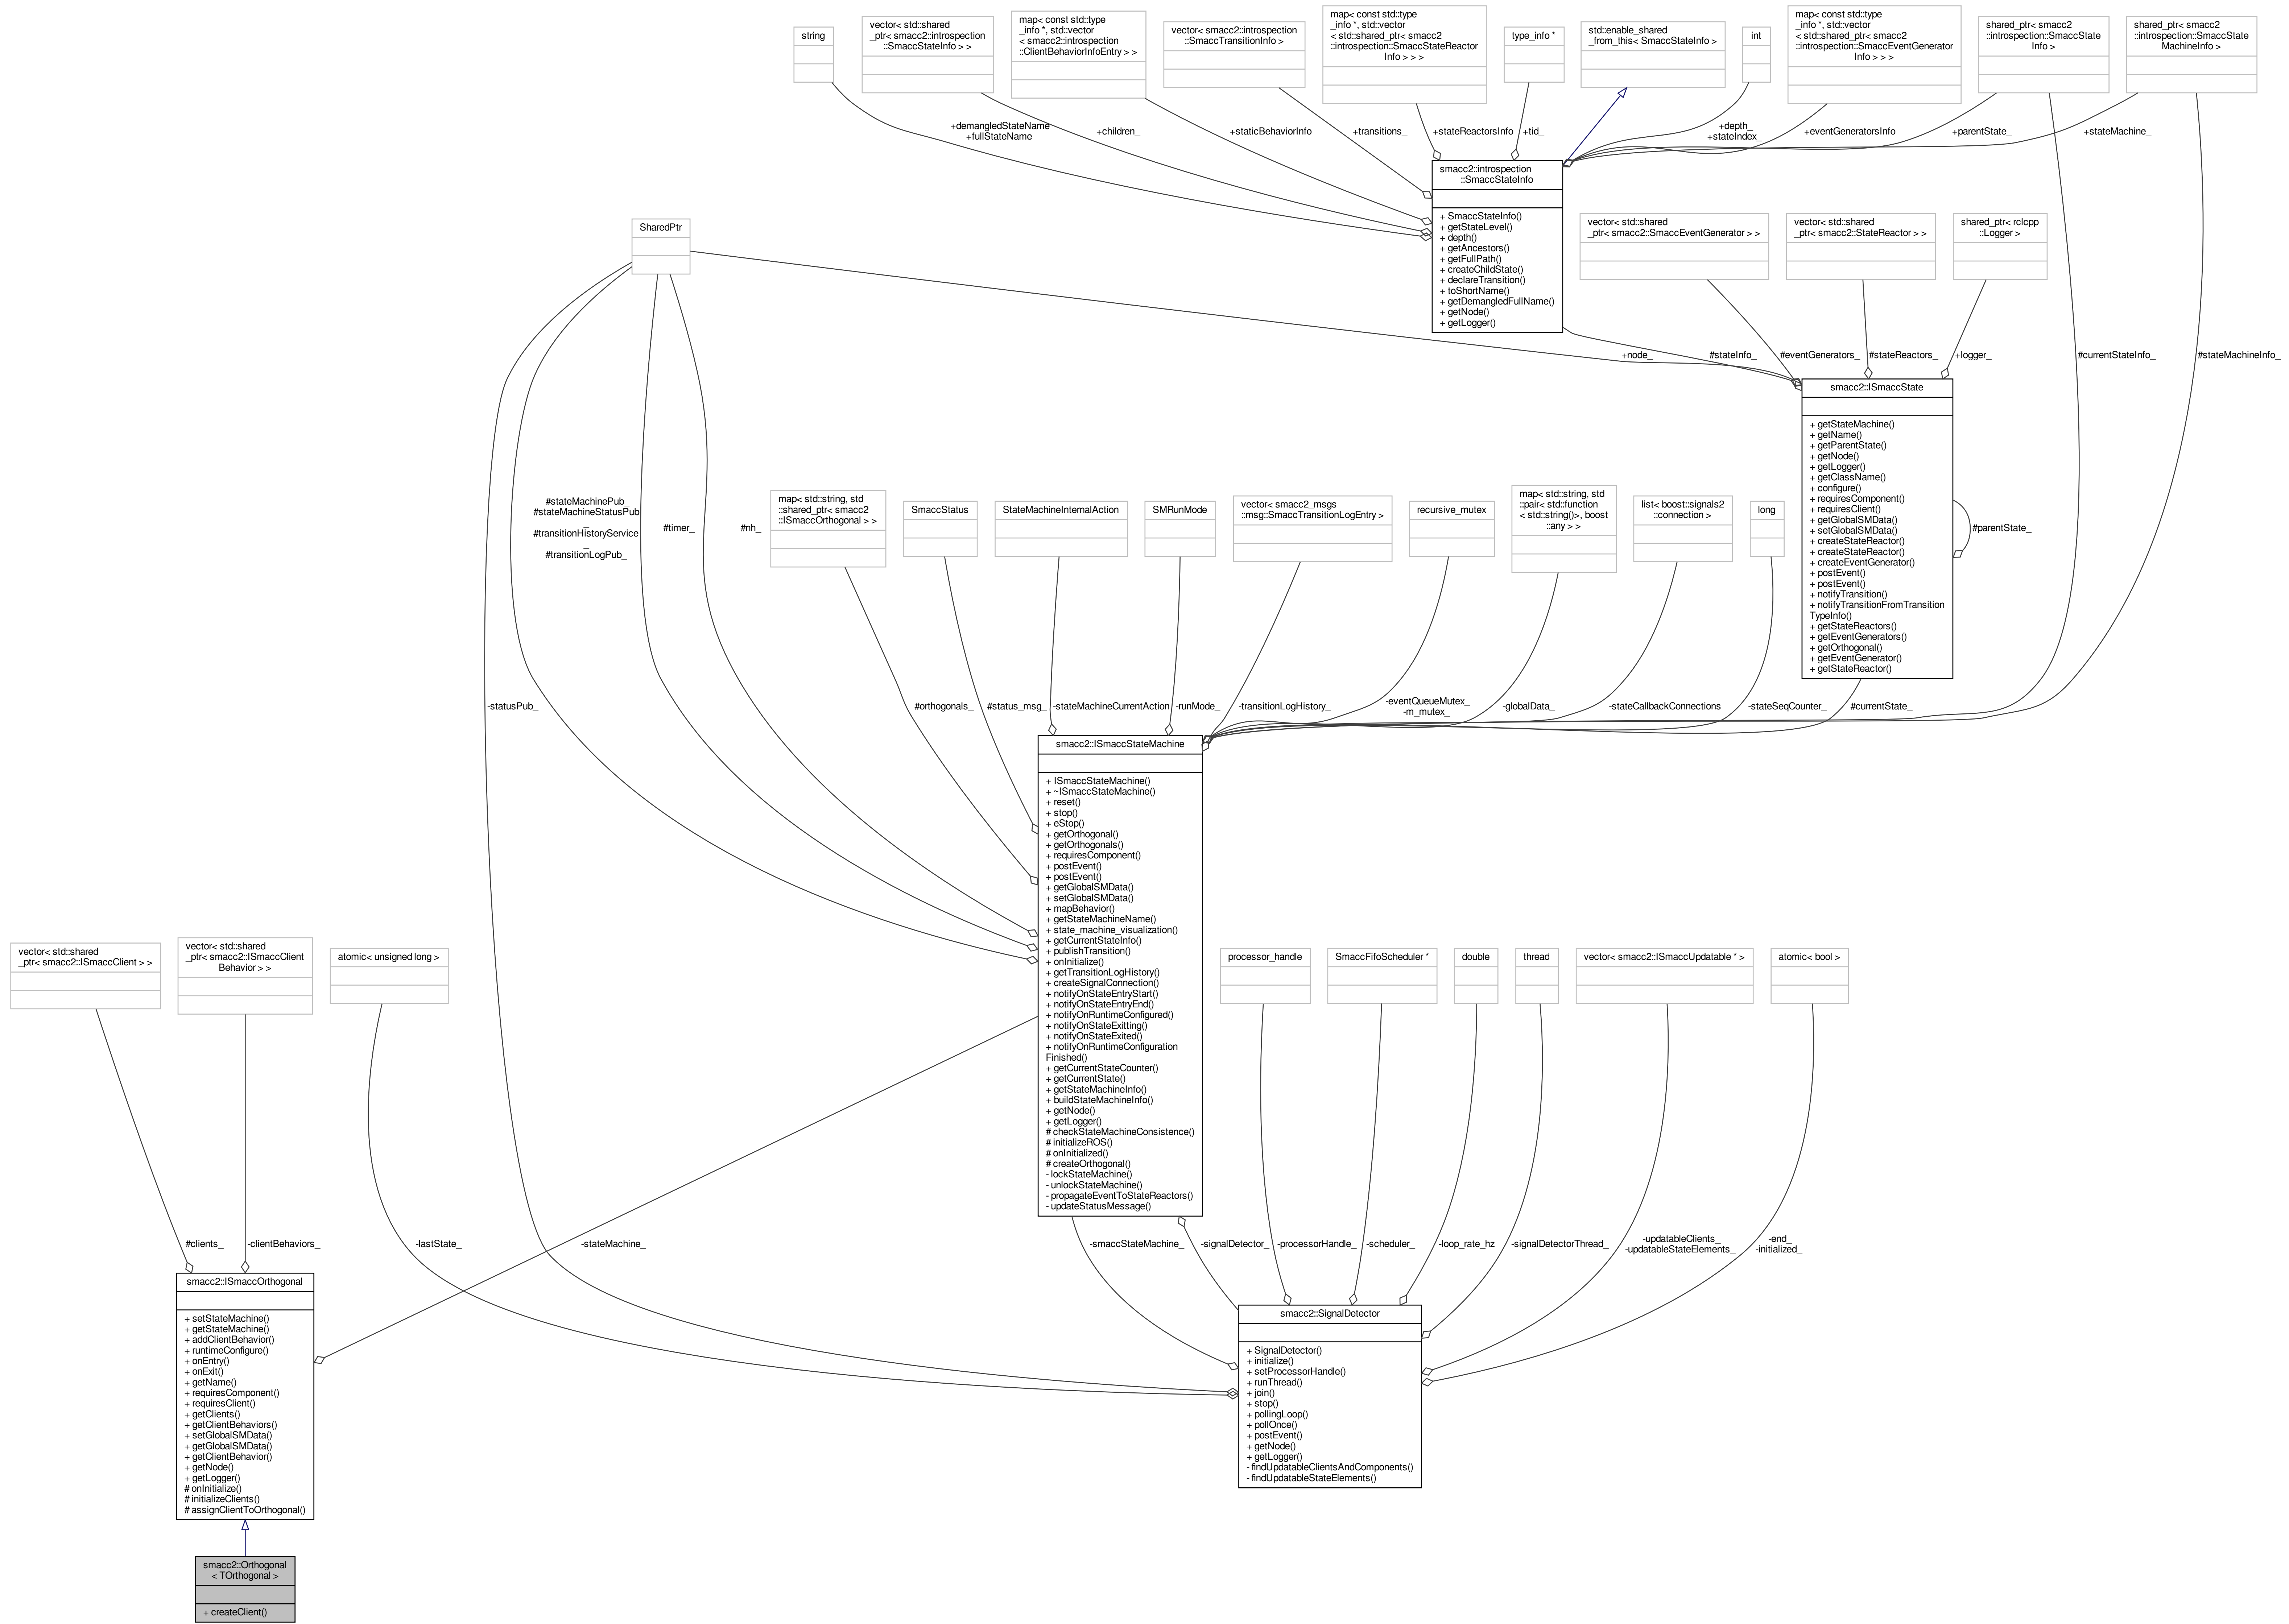 string
vector< std::shared
_ptr< smacc2::introspection
::SmaccStateInfo > >
map< const std::type
_info *, std::vector
< smacc2::introspection
::ClientBehaviorInfoEntry > >
vector< smacc2::introspection
::SmaccTransitionInfo >
map< const std::type
_info *, std::vector
< std::shared_ptr< smacc2
::introspection::SmaccStateReactor
Info > > >
type_info *
std::enable_shared
_from_this< SmaccStateInfo >
int
map< const std::type
_info *, std::vector
< std::shared_ptr< smacc2
::introspection::SmaccEventGenerator
Info > > >
shared_ptr< smacc2
::introspection::SmaccState
Info >
shared_ptr< smacc2
::introspection::SmaccState
MachineInfo >
+demangledStateName
+fullStateName
+children_
+staticBehaviorInfo
+transitions_
+stateReactorsInfo
+tid_
+depth_
+stateIndex_
+eventGeneratorsInfo
+parentState_
+stateMachine_
smacc2::introspection
::SmaccStateInfo
+ SmaccStateInfo()
+ getStateLevel()
+ depth()
+ getAncestors()
+ getFullPath()
+ createChildState()
+ declareTransition()
+ toShortName()
+ getDemangledFullName()
+ getNode()
+ getLogger()
SharedPtr
vector< std::shared
_ptr< smacc2::SmaccEventGenerator > >
vector< std::shared
_ptr< smacc2::StateReactor > >
shared_ptr< rclcpp
::Logger >
+node_
#stateInfo_
#eventGenerators_
#stateReactors_
+logger_
#currentStateInfo_
#stateMachineInfo_
smacc2::ISmaccState
+ getStateMachine()
+ getName()
+ getParentState()
+ getNode()
+ getLogger()
+ getClassName()
+ configure()
+ requiresComponent()
+ requiresClient()
+ getGlobalSMData()
+ setGlobalSMData()
+ createStateReactor()
+ createStateReactor()
+ createEventGenerator()
+ postEvent()
+ postEvent()
+ notifyTransition()
+ notifyTransitionFromTransition
TypeInfo()
+ getStateReactors()
+ getEventGenerators()
+ getOrthogonal()
+ getEventGenerator()
+ getStateReactor()
#parentState_
#stateMachinePub_
#stateMachineStatusPub
_
#transitionHistoryService
_
#transitionLogPub_
#timer_
#nh_
map< std::string, std
::shared_ptr< smacc2
::ISmaccOrthogonal > >
SmaccStatus
StateMachineInternalAction
SMRunMode
vector< smacc2_msgs
::msg::SmaccTransitionLogEntry >
recursive_mutex
map< std::string, std
::pair< std::function
< std::string()>, boost
::any > >
list< boost::signals2
::connection >
long
-statusPub_
#orthogonals_
#status_msg_
-stateMachineCurrentAction
-runMode_
-transitionLogHistory_
-eventQueueMutex_
-m_mutex_
-globalData_
-stateCallbackConnections
-stateSeqCounter_
#currentState_
smacc2::ISmaccStateMachine
+ ISmaccStateMachine()
+ ~ISmaccStateMachine()
+ reset()
+ stop()
+ eStop()
+ getOrthogonal()
+ getOrthogonals()
+ requiresComponent()
+ postEvent()
+ postEvent()
+ getGlobalSMData()
+ setGlobalSMData()
+ mapBehavior()
+ getStateMachineName()
+ state_machine_visualization()
+ getCurrentStateInfo()
+ publishTransition()
+ onInitialize()
+ getTransitionLogHistory()
+ createSignalConnection()
+ notifyOnStateEntryStart()
+ notifyOnStateEntryEnd()
+ notifyOnRuntimeConfigured()
+ notifyOnStateExitting()
+ notifyOnStateExited()
+ notifyOnRuntimeConfiguration
Finished()
+ getCurrentStateCounter()
+ getCurrentState()
+ getStateMachineInfo()
+ buildStateMachineInfo()
+ getNode()
+ getLogger()
# checkStateMachineConsistence()
# initializeROS()
# onInitialized()
# createOrthogonal()
- lockStateMachine()
- unlockStateMachine()
- propagateEventToStateReactors()
- updateStatusMessage()
vector< std::shared
_ptr< smacc2::ISmaccClient > >
vector< std::shared
_ptr< smacc2::ISmaccClient
Behavior > >
atomic< unsigned long >
processor_handle
SmaccFifoScheduler *
double
thread
vector< smacc2::ISmaccUpdatable * >
atomic< bool >
#clients_
-clientBehaviors_
-lastState_
-stateMachine_
-smaccStateMachine_
-signalDetector_
-processorHandle_
-scheduler_
-loop_rate_hz
-signalDetectorThread_
-updatableClients_
-updatableStateElements_
-end_
-initialized_
smacc2::ISmaccOrthogonal
+ setStateMachine()
+ getStateMachine()
+ addClientBehavior()
+ runtimeConfigure()
+ onEntry()
+ onExit()
+ getName()
+ requiresComponent()
+ requiresClient()
+ getClients()
+ getClientBehaviors()
+ setGlobalSMData()
+ getGlobalSMData()
+ getClientBehavior()
+ getNode()
+ getLogger()
# onInitialize()
# initializeClients()
# assignClientToOrthogonal()
smacc2::SignalDetector
+ SignalDetector()
+ initialize()
+ setProcessorHandle()
+ runThread()
+ join()
+ stop()
+ pollingLoop()
+ pollOnce()
+ postEvent()
+ getNode()
+ getLogger()
- findUpdatableClientsAndComponents()
- findUpdatableStateElements()
smacc2::Orthogonal
< TOrthogonal >
+ createClient()